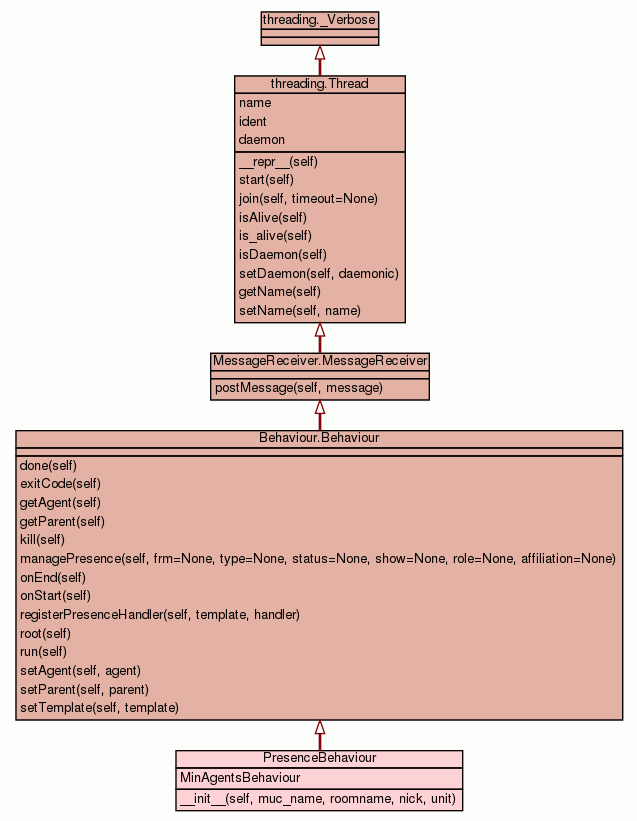 threading._Verbose
threading.Thread
name
ident
daemon
__repr__(self)
start(self)
join(self, timeout=None)
isAlive(self)
is_alive(self)
isDaemon(self)
setDaemon(self, daemonic)
getName(self)
setName(self, name)
MessageReceiver.MessageReceiver
postMessage(self, message)
Behaviour.Behaviour
done(self)
exitCode(self)
getAgent(self)
getParent(self)
kill(self)
managePresence(self, frm=None, type=None, status=None, show=None, role=None, affiliation=None)
onEnd(self)
onStart(self)
registerPresenceHandler(self, template, handler)
root(self)
run(self)
setAgent(self, agent)
setParent(self, parent)
setTemplate(self, template)
PresenceBehaviour
MinAgentsBehaviour
__init__(self, muc_name, roomname, nick, unit)